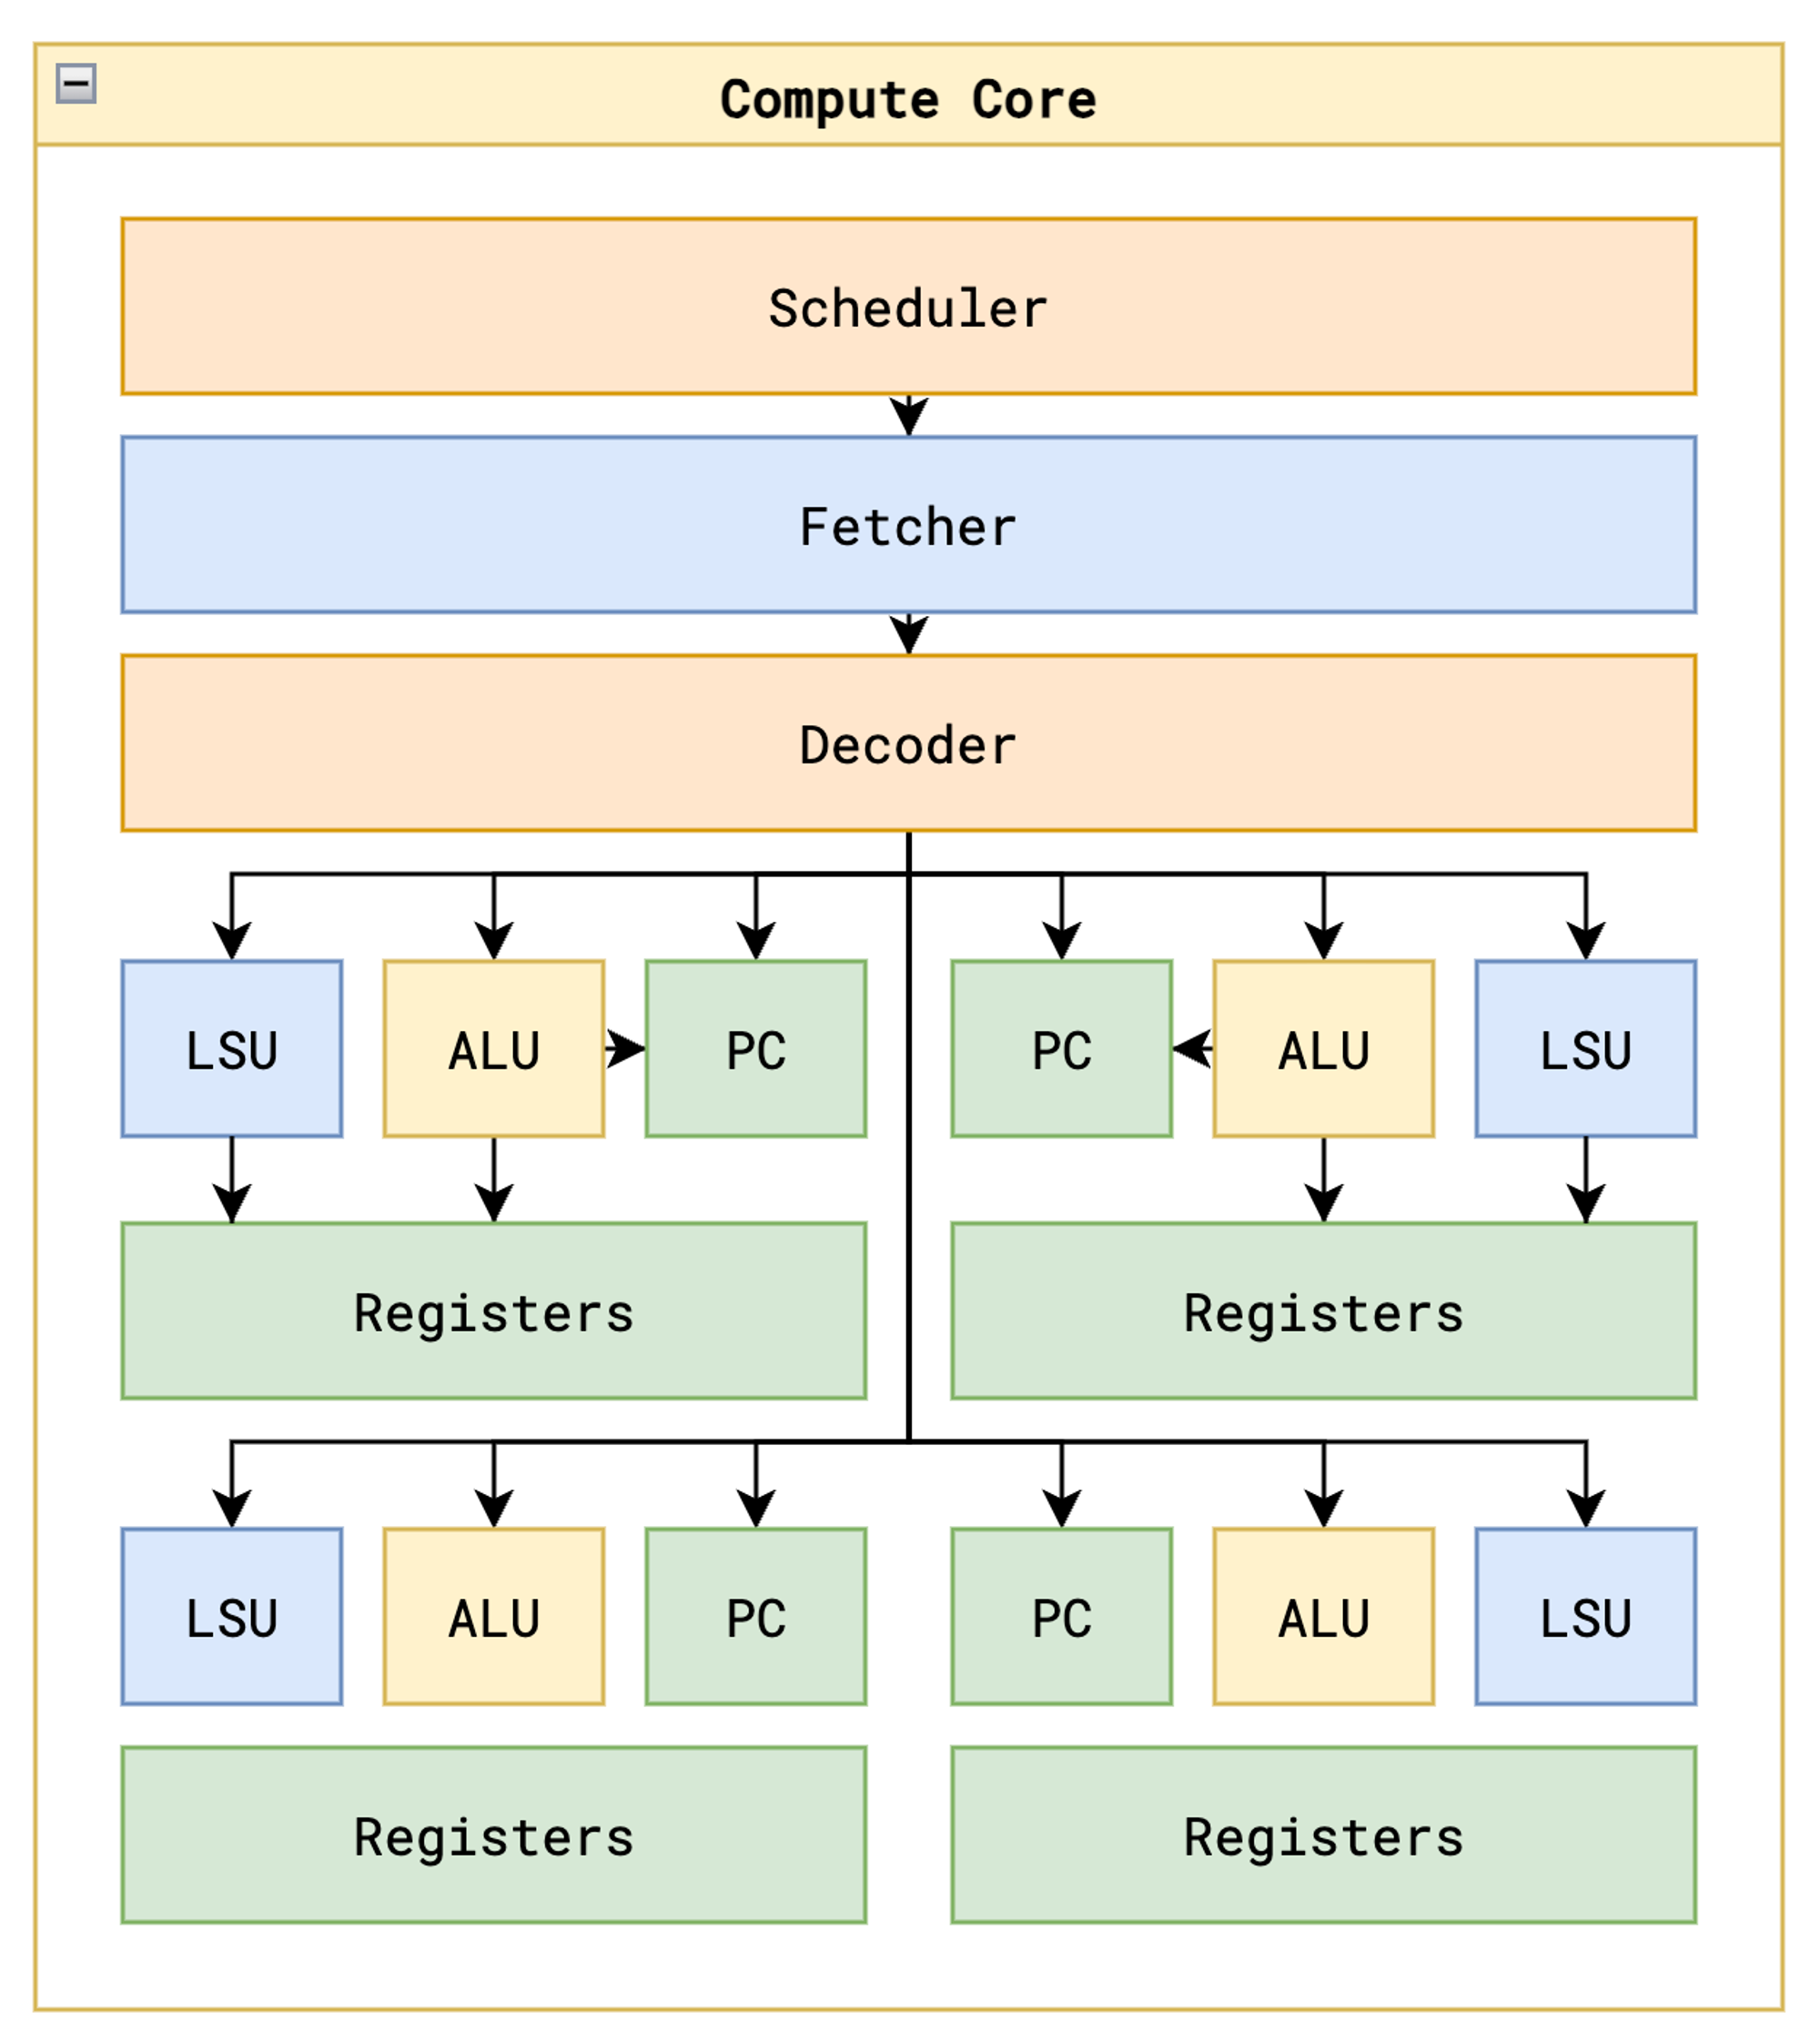 Compute Core
Scheduler
Fetcher
Decoder
LSU ALU PC PC ALU LSU
Registers Registers
LSU ALU PC PC ALU LSU
Registers Registers